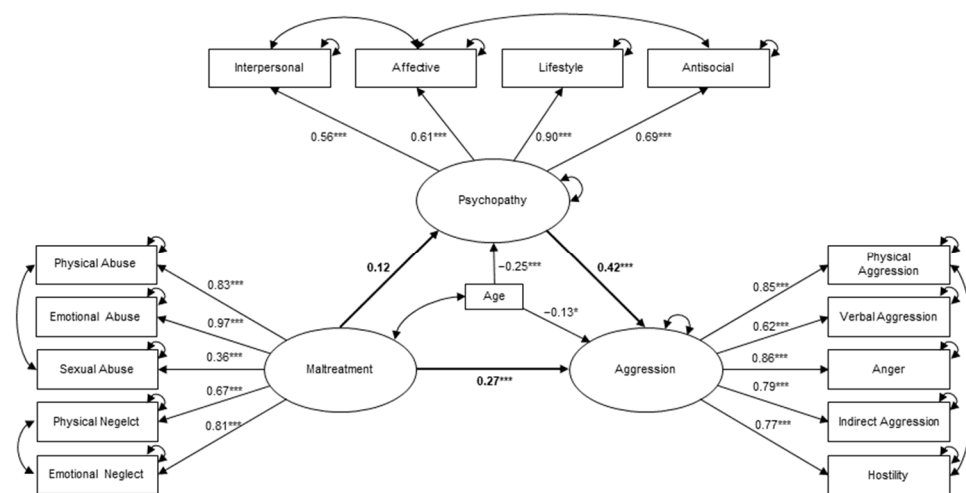 Interpersonal
Affective
Lifestyle
Antisocial
0.56***
0.61***
0.90***
0.69***
Psychopathy
0.12
−0.25***
0.42***
Age
−0.13*
Physical Abuse
Emotional Abuse
Sexual Abuse
Physical Negelct
Emotional Neglect
0.83***
0.97***
0.36***
0.67***
0.81***
Maltreatment
0.27***
Aggression
0.85***
0.62***
0.86***
0.79***
0.77***
Physical
Aggression
Verbal Aggression
Anger
Indirect Aggression
Hostility